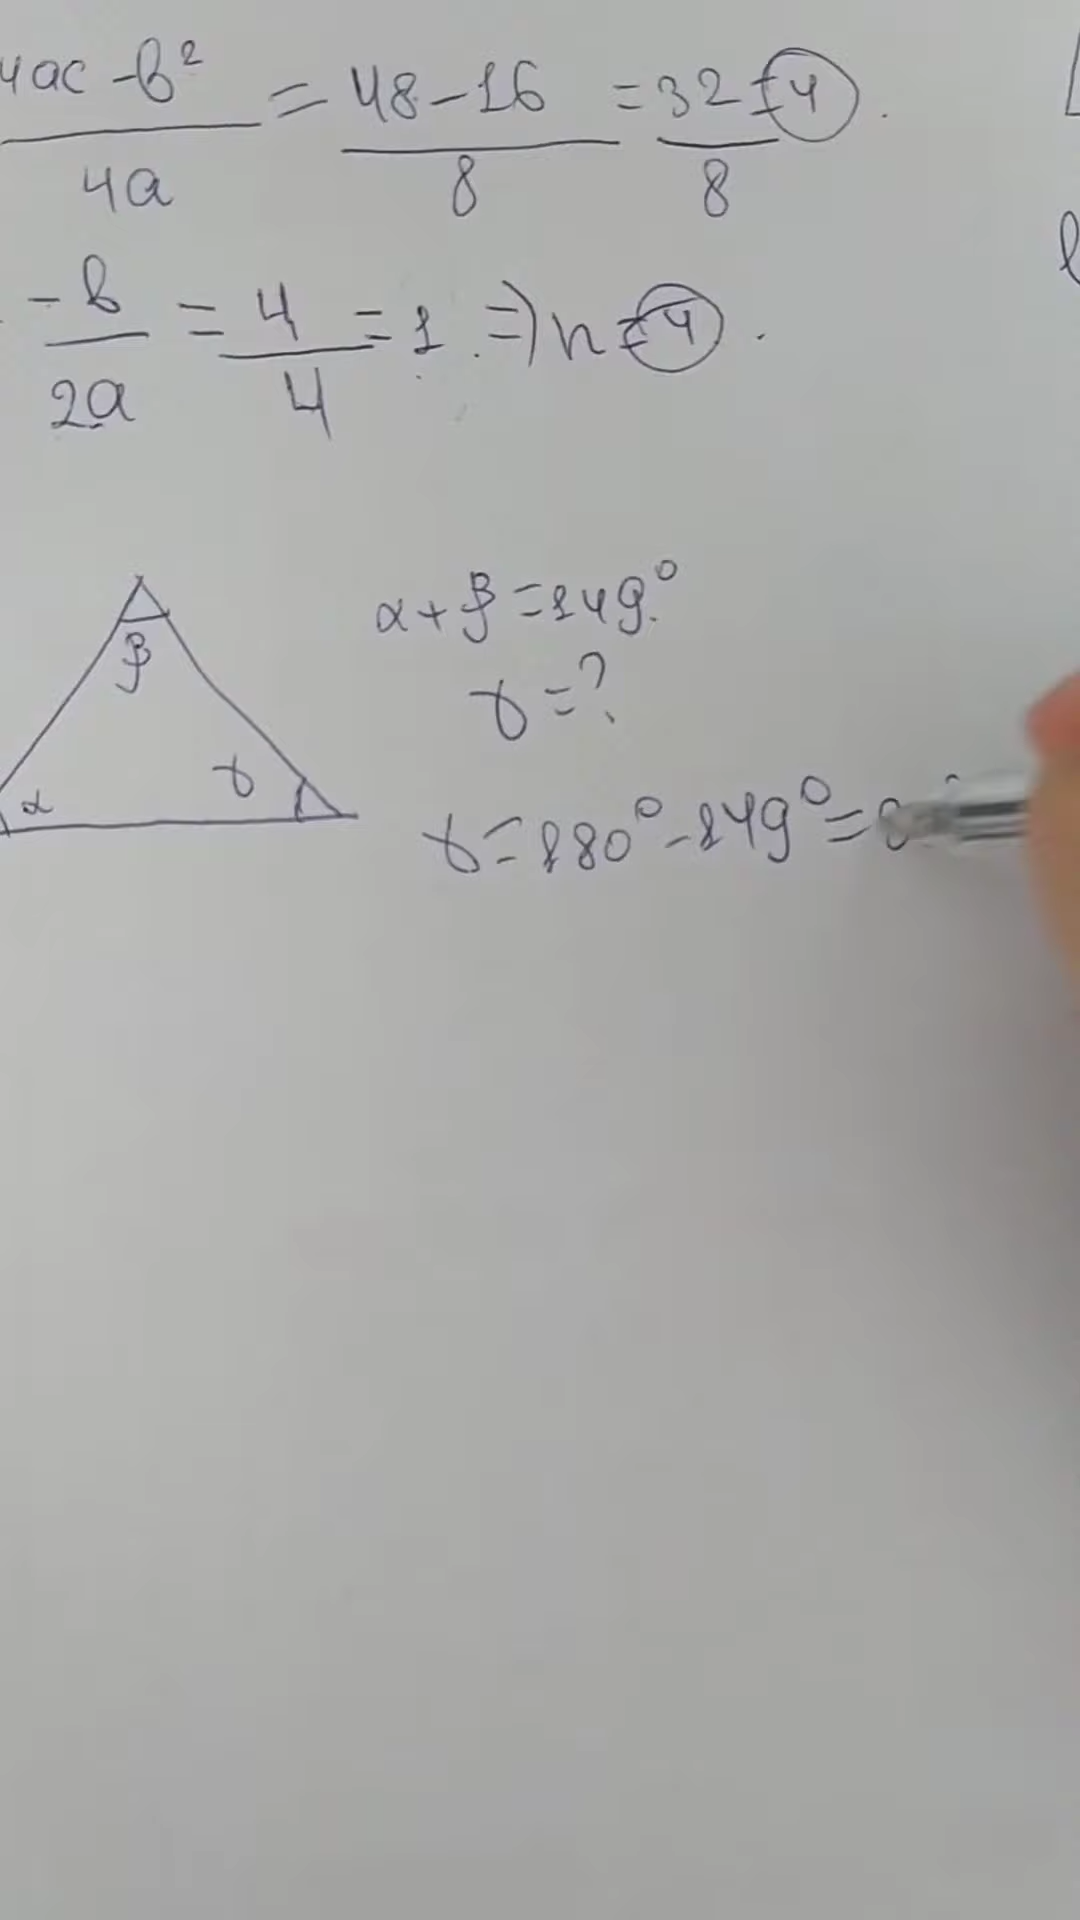 4ac - b² / 4a = 48 - 16 / 8 = 32 / 8 = 4.
-b / 2a = 4 / 4 = 1. => n = 4.
α + β = 149°.
β
γ = ?
γ
α
γ = 180° - 149° =